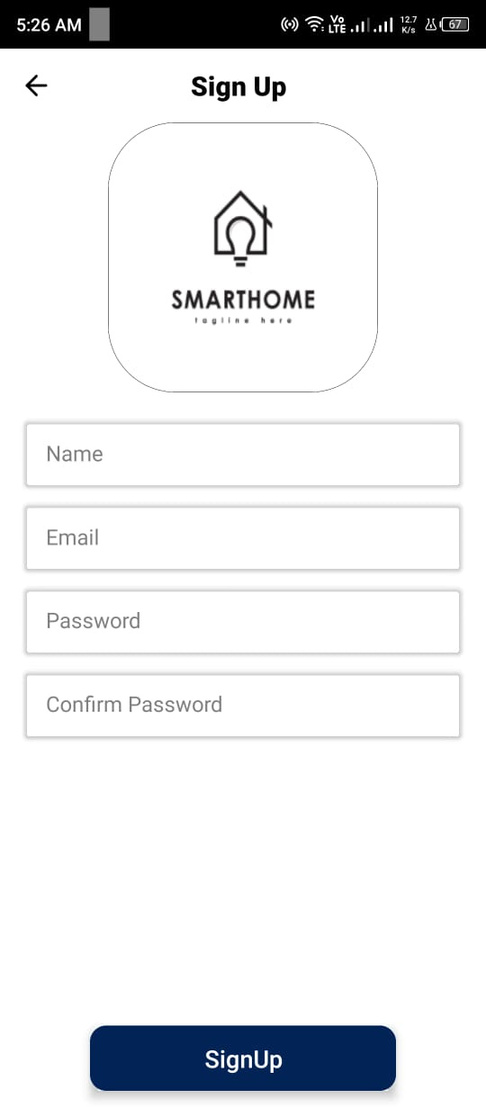 5:26 AM
Vo
LTE
12.7
K/s
67
Sign Up
SMARTHOME
tagline here
Name
Email
Password
Confirm Password
SignUp